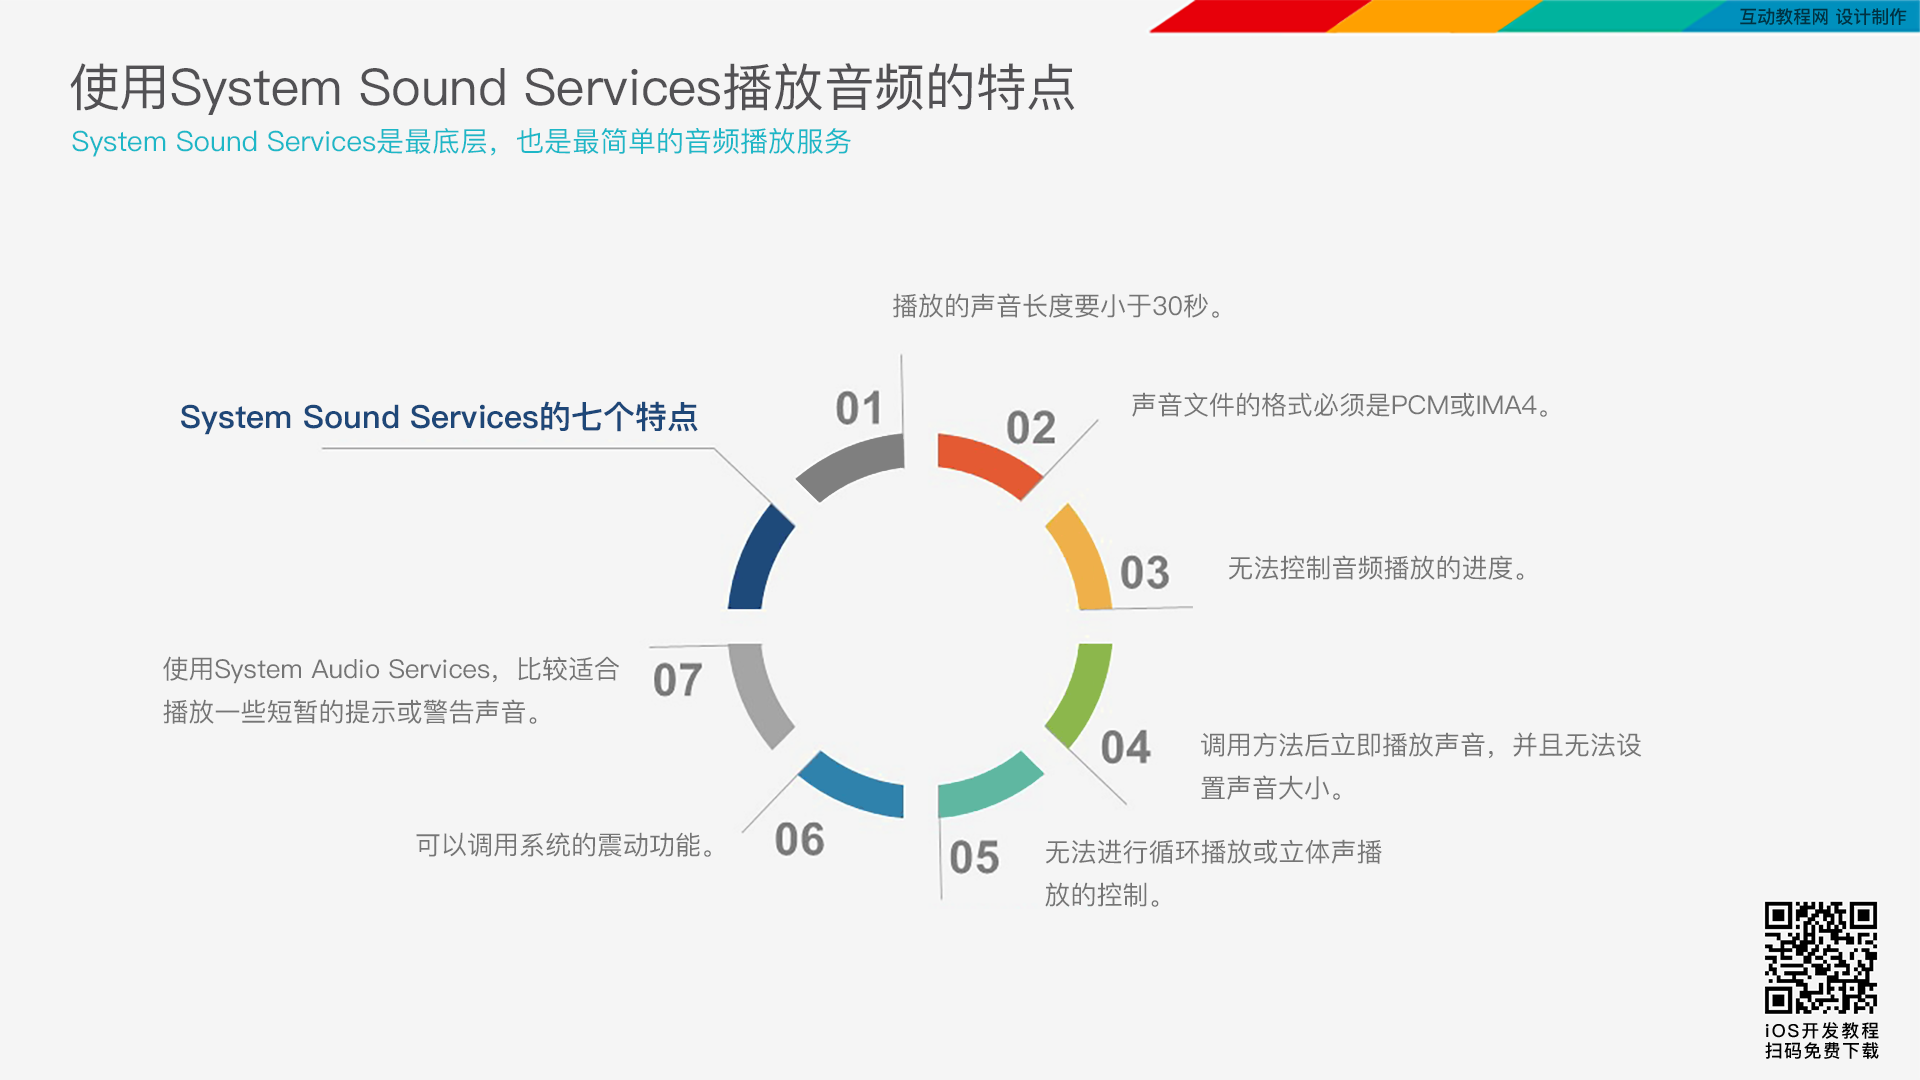 互动教程网 设计制作
使用System Sound Services播放音频的特点
System Sound Services是最底层，也是最简单的音频播放服务
播放的声音长度要小于30秒。
System Sound Services的七个特点
01
02
声音文件的格式必须是PCM或IMA4。
03
无法控制音频播放的进度。
使用System Audio Services，比较适合
播放一些短暂的提示或警告声音。
07
04
调用方法后立即播放声音，并且无法设
置声音大小。
可以调用系统的震动功能。
06
05
无法进行循环播放或立体声播
放的控制。
iOS开发教程
扫码免费下载